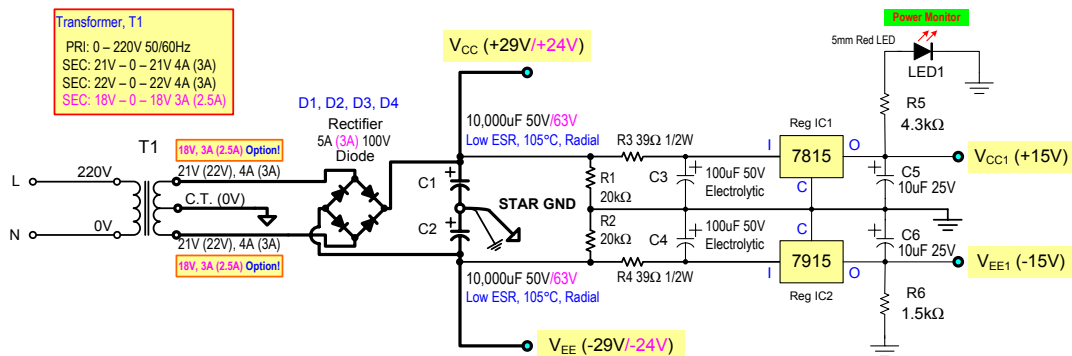 Transformer, T1
PRI: 0 – 220V 50/60Hz
SEC: 21V – 0 – 21V 4A (3A)
SEC: 22V – 0 – 22V 4A (3A)
SEC: 18V – 0 – 18V 3A (2.5A)
VCC (+29V/+24V)
Power Monitor
5mm Red LED
LED1
D1, D2, D3, D4
Rectifier
5A (3A) 100V
Diode
10,000uF 50V/63V
Low ESR, 105°C, Radial
R5
4.3kΩ
T1
18V, 3A (2.5A) Option!
21V (22V), 4A (3A)
R3 39Ω 1/2W
Reg IC1
I
7815
O
C
VCC1 (+15V)
L
220V
C.T. (0V)
C1
R1
20kΩ
C3
100uF 50V
Electrolytic
C5
10uF 25V
STAR GND
N
0V
C2
R2
20kΩ
C4
100uF 50V
Electrolytic
C
C6
10uF 25V
21V (22V), 4A (3A)
18V, 3A (2.5A) Option!
10,000uF 50V/63V
Low ESR, 105°C, Radial
R4 39Ω 1/2W
I
7915
O
Reg IC2
VEE1 (-15V)
R6
1.5kΩ
VEE (-29V/-24V)